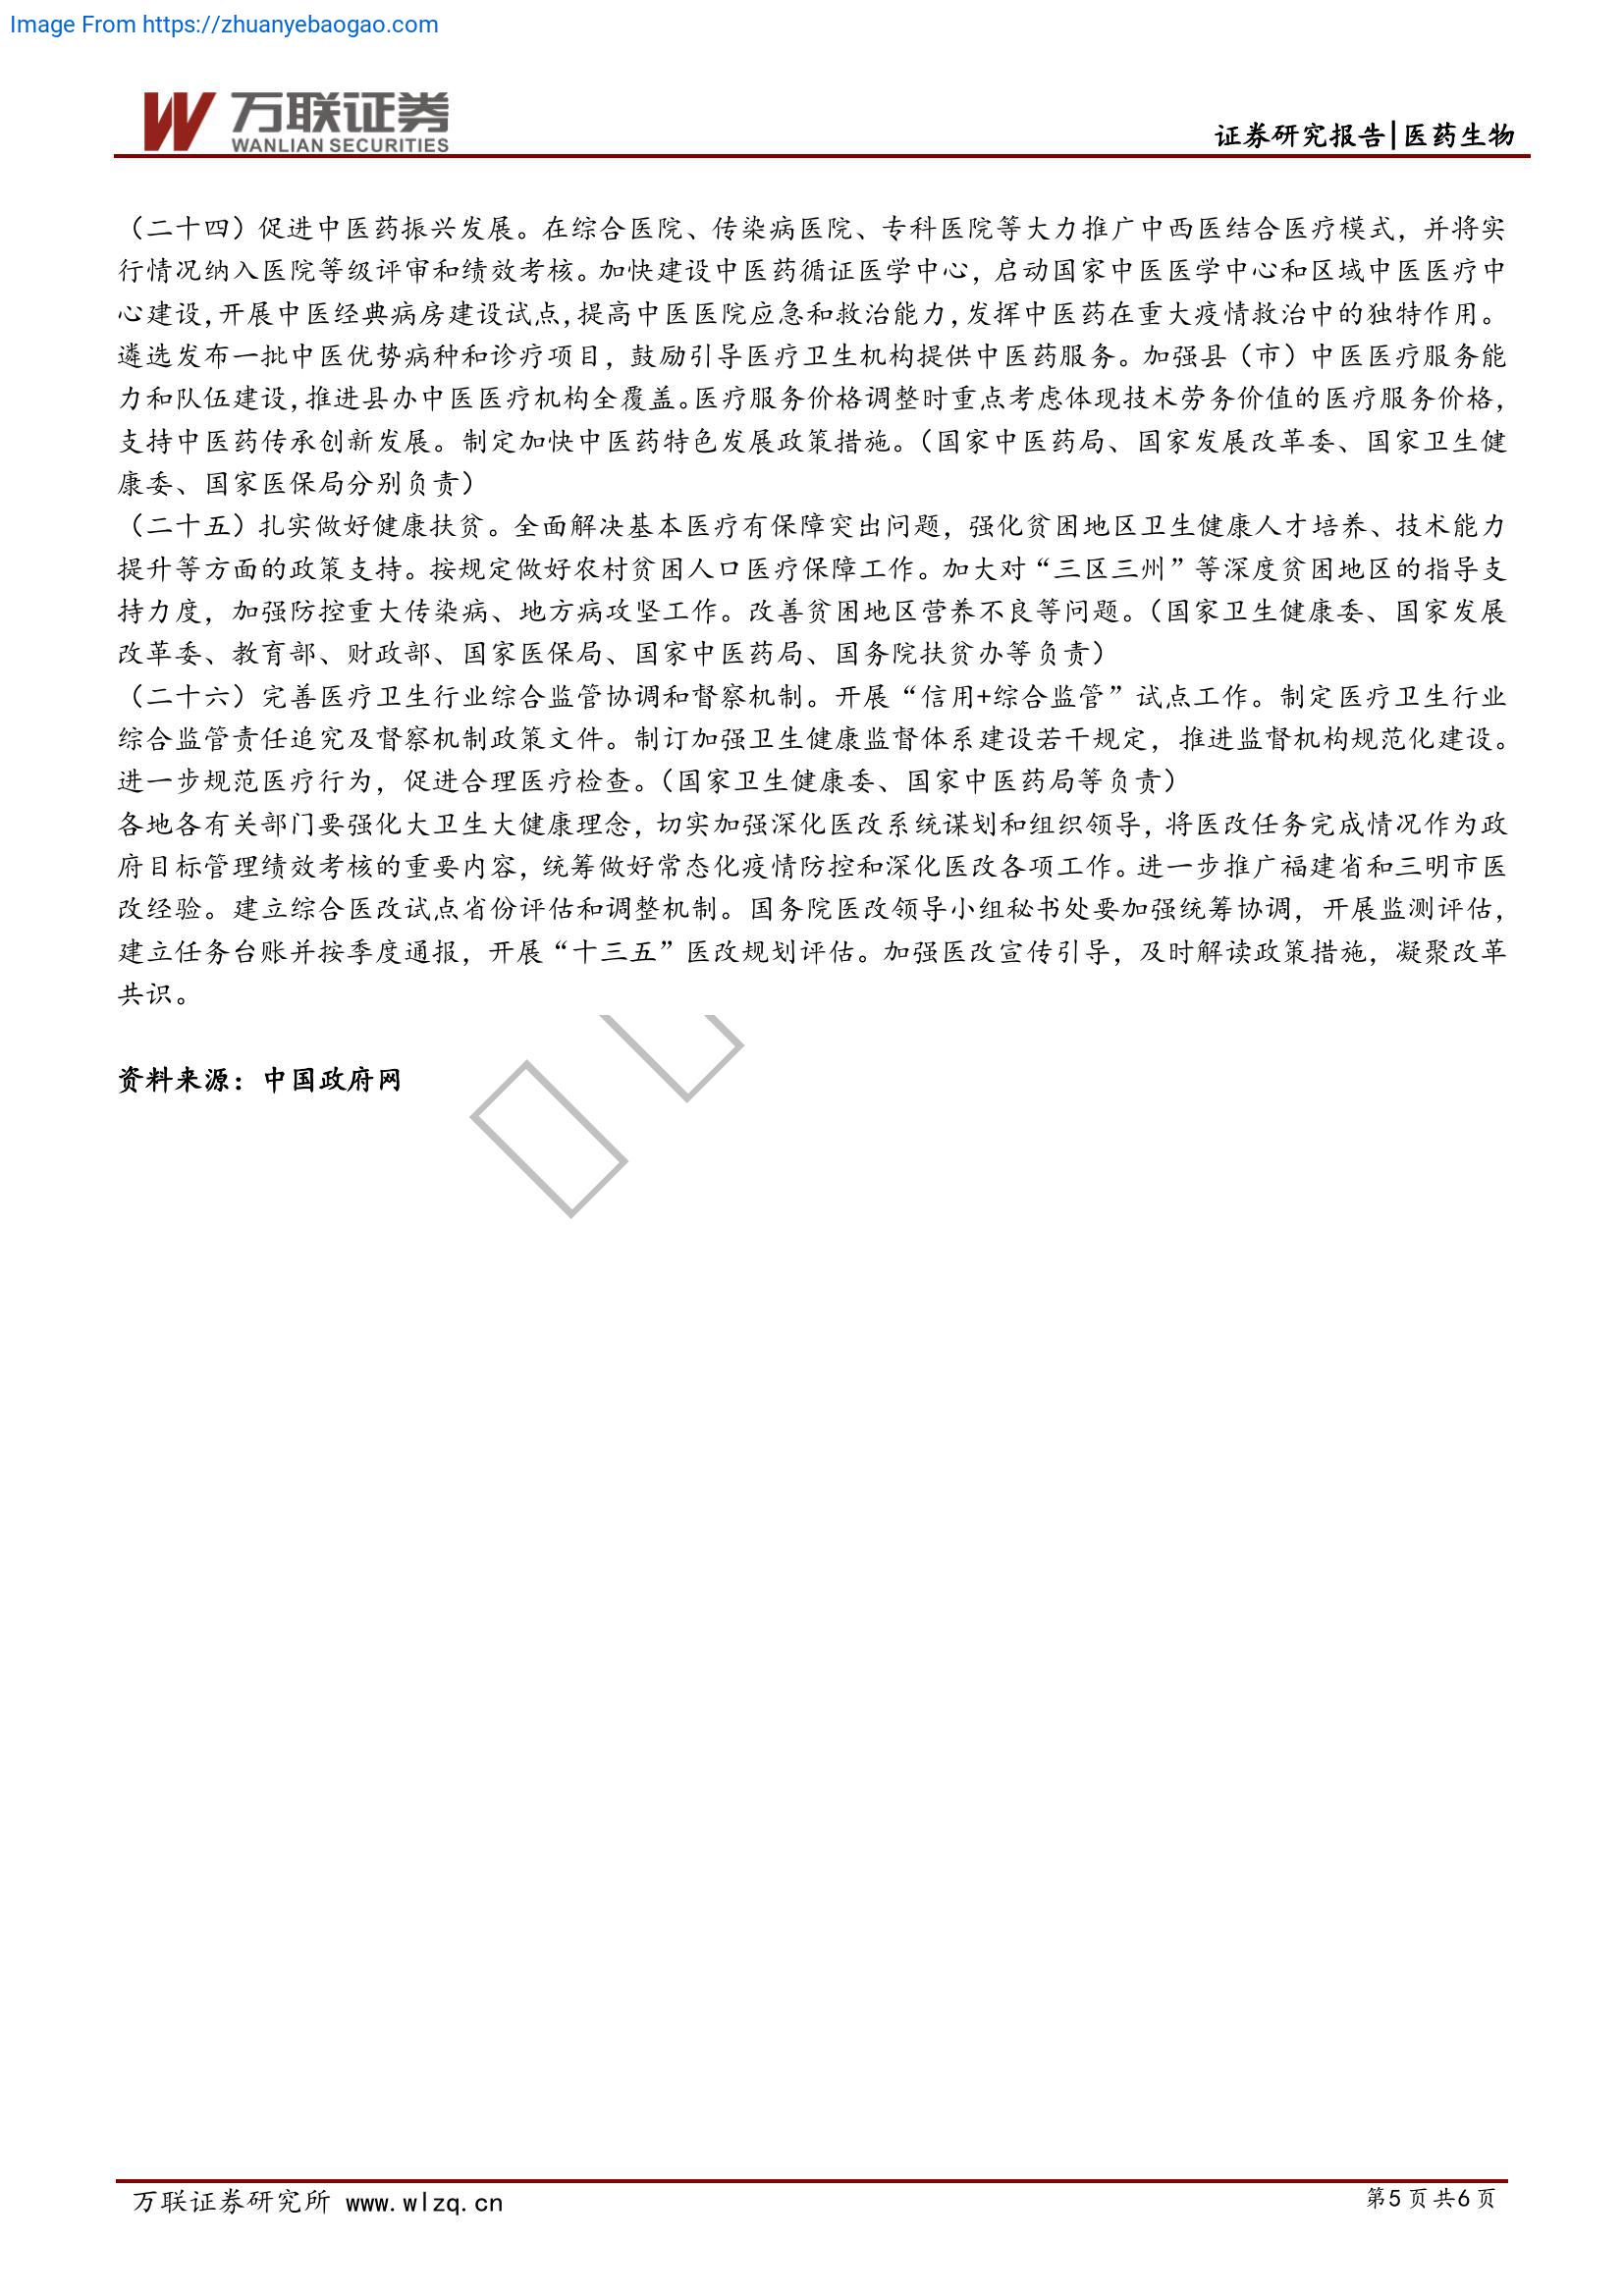 Image From https://zhuanyebaogao.com
万联证券
WANLIAN SECURITIES
证券研究报告|医药生物
（二十四）促进中医药振兴发展。在综合医院、传染病医院、专科医院等大力推广中西医结合医疗模式，并将实
行情况纳入医院等级评审和绩效考核。加快建设中医药循证医学中心，启动国家中医医学中心和区域中医医疗中
心建设，开展中医经典病房建设试点，提高中医医院应急和救治能力，发挥中医药在重大疫情救治中的独特作用。
遴选发布一批中医优势病种和诊疗项目，鼓励引导医疗卫生机构提供中医药服务。加强县（市）中医医疗服务能
力和队伍建设，推进县办中医医疗机构全覆盖。医疗服务价格调整时重点考虑体现技术劳务价值的医疗服务价格，
支持中医药传承创新发展。制定加快中医药特色发展政策措施。（国家中医药局、国家发展改革委、国家卫生健
康委、国家医保局分别负责）
（二十五）扎实做好健康扶贫。全面解决基本医疗有保障突出问题，强化贫困地区卫生健康人才培养、技术能力
提升等方面的政策支持。按规定做好农村贫困人口医疗保障工作。加大对“三区三州”等深度贫困地区的指导支
持力度，加强防控重大传染病、地方病攻坚工作。改善贫困地区营养不良等问题。（国家卫生健康委、国家发展
改革委、教育部、财政部、国家医保局、国家中医药局、国务院扶贫办等负责）
（二十六）完善医疗卫生行业综合监管协调和督察机制。开展“信用+综合监管”试点工作。制定医疗卫生行业
综合监管责任追究及督察机制政策文件。制订加强卫生健康监督体系建设若干规定，推进监督机构规范化建设。
进一步规范医疗行为，促进合理医疗检查。（国家卫生健康委、国家中医药局等负责）
各地各有关部门要强化大卫生大健康理念，切实加强深化医改系统谋划和组织领导，将医改任务完成情况作为政
府目标管理绩效考核的重要内容，统筹做好常态化疫情防控和深化医改各项工作。进一步推广福建省和三明市医
改经验。建立综合医改试点省份评估和调整机制。国务院医改领导小组秘书处要加强统筹协调，开展监测评估，
建立任务台账并按季度通报，开展“十三五”医改规划评估。加强医改宣传引导，及时解读政策措施，凝聚改革
共识。
资料来源：中国政府网
万联证券研究所 www.wlzq.cn
第5页共6页